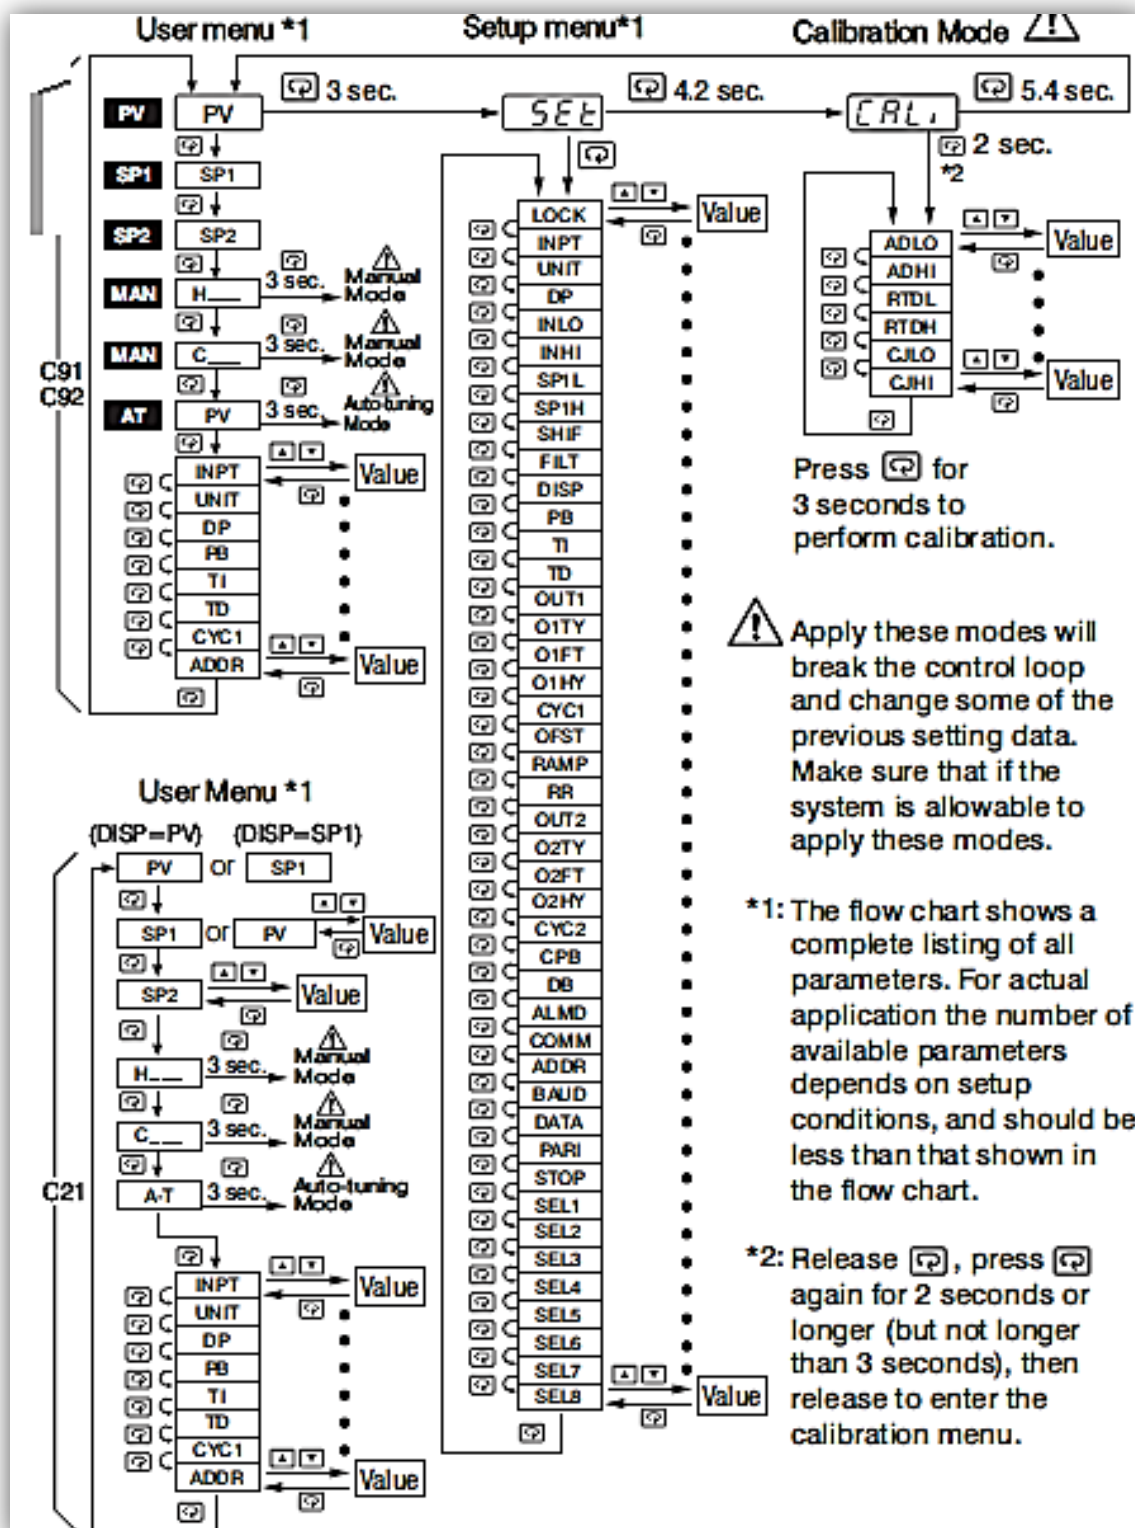 User menu *1
Setup menu*1
Calibration Mode
3 sec.
4.2 sec.
5.4 sec.
PV PV
SEt
CALi
2 sec.
*2
SP1 SP1
SP2 SP2
MAN H___
3 sec.
Manual
Mode
MAN C___
3 sec.
Manual
Mode
AT PV
3 sec.
Auto-tuning
Mode
C91
C92
INPT
UNIT
DP
PB
TI
TD
CYC1
ADDR
Value
Value
User Menu *1
(DISP=PV) (DISP=SP1)
PV or SP1
SP1 or PV
Value
SP2
Value
H___
3 sec.
Manual
Mode
C___
3 sec.
Manual
Mode
A-T
3 sec.
Auto-tuning
Mode
C21
INPT
UNIT
DP
PB
TI
TD
CYC1
ADDR
Value
Value
LOCK
INPT
UNIT
DP
INLO
INHI
SP1L
SP1H
SHIF
FILT
DISP
PB
TI
TD
OUT1
O1TY
O1FT
O1HY
CYC1
OFST
RAMP
RR
OUT2
O2TY
O2FT
O2HY
CYC2
CPB
DB
ALMD
COMM
ADDR
BAUD
DATA
PARI
STOP
SEL1
SEL2
SEL3
SEL4
SEL5
SEL6
SEL7
SEL8
Value
Value
ADLO
ADHI
RTDL
RTDH
CJLO
CJHI
Value
Value
Press for
3 seconds to
perform calibration.
Apply these modes will
break the control loop
and change some of the
previous setting data.
Make sure that if the
system is allowable to
apply these modes.
*1: The flow chart shows a
complete listing of all
parameters. For actual
application the number of
available parameters
depends on setup
conditions, and should be
less than that shown in
the flow chart.
*2: Release , press
again for 2 seconds or
longer (but not longer
than 3 seconds), then
release to enter the
calibration menu.